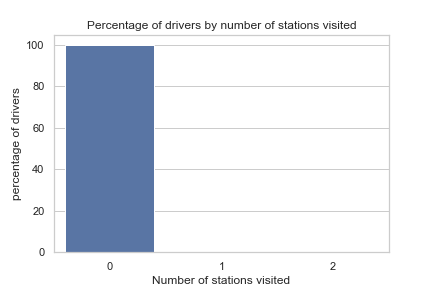 Percentage of drivers by number of stations visited
100
80
60
40
20
0
percentage of drivers
0 1 2
Number of stations visited